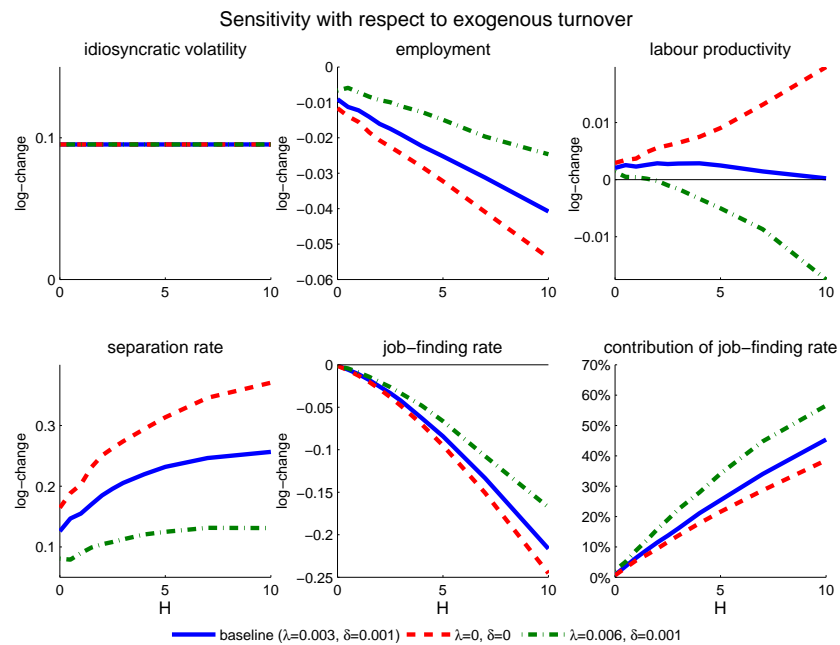 Sensitivity with respect to exogenous turnover
idiosyncratic volatility
log−change
0.1
0
0
5
10
employment
log−change
0
−0.01
−0.02
−0.03
−0.04
−0.05
−0.06
0
5
10
labour productivity
log−change
0.01
0
−0.01
0
5
10
separation rate
log−change
0.3
0.2
0.1
0
5
10
H
job−finding rate
log−change
0
−0.05
−0.1
−0.15
−0.2
−0.25
0
5
10
H
contribution of job−finding rate
70%
60%
50%
40%
30%
20%
10%
0%
0
5
10
H
baseline (λ=0.003, δ=0.001)
λ=0, δ=0
λ=0.006, δ=0.001